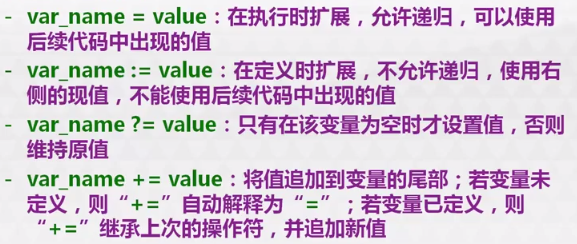 - var_name = value：在执行时扩展，允许递归，可以使用
后续代码中出现的值
- var_name := value：在定义时扩展，不允许递归，使用右
侧的现值，不能使用后续代码中出现的值
- var_name ?= value：只有在该变量为空时才设置值，否则
维持原值
- var_name += value：将值追加到变量的尾部；若变量未
定义，则“+=”自动解释为“=”；若变量已定义，则
“+=”继承上次的操作符，并追加新值